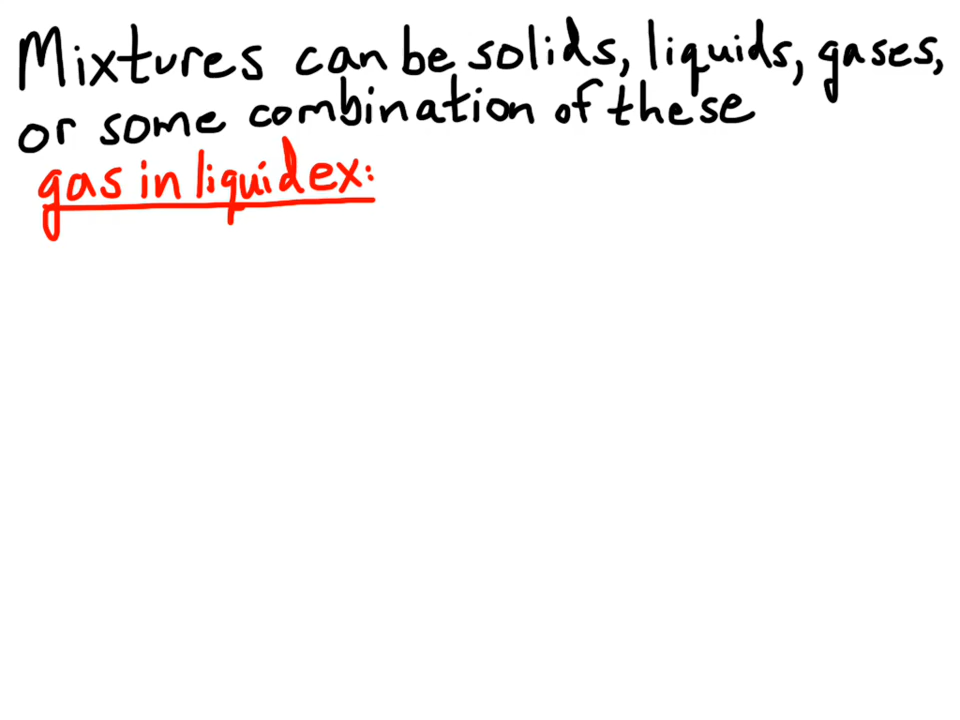 Mixtures can be solids, liquids, gases,
or some combination of these
gas in liquid ex: